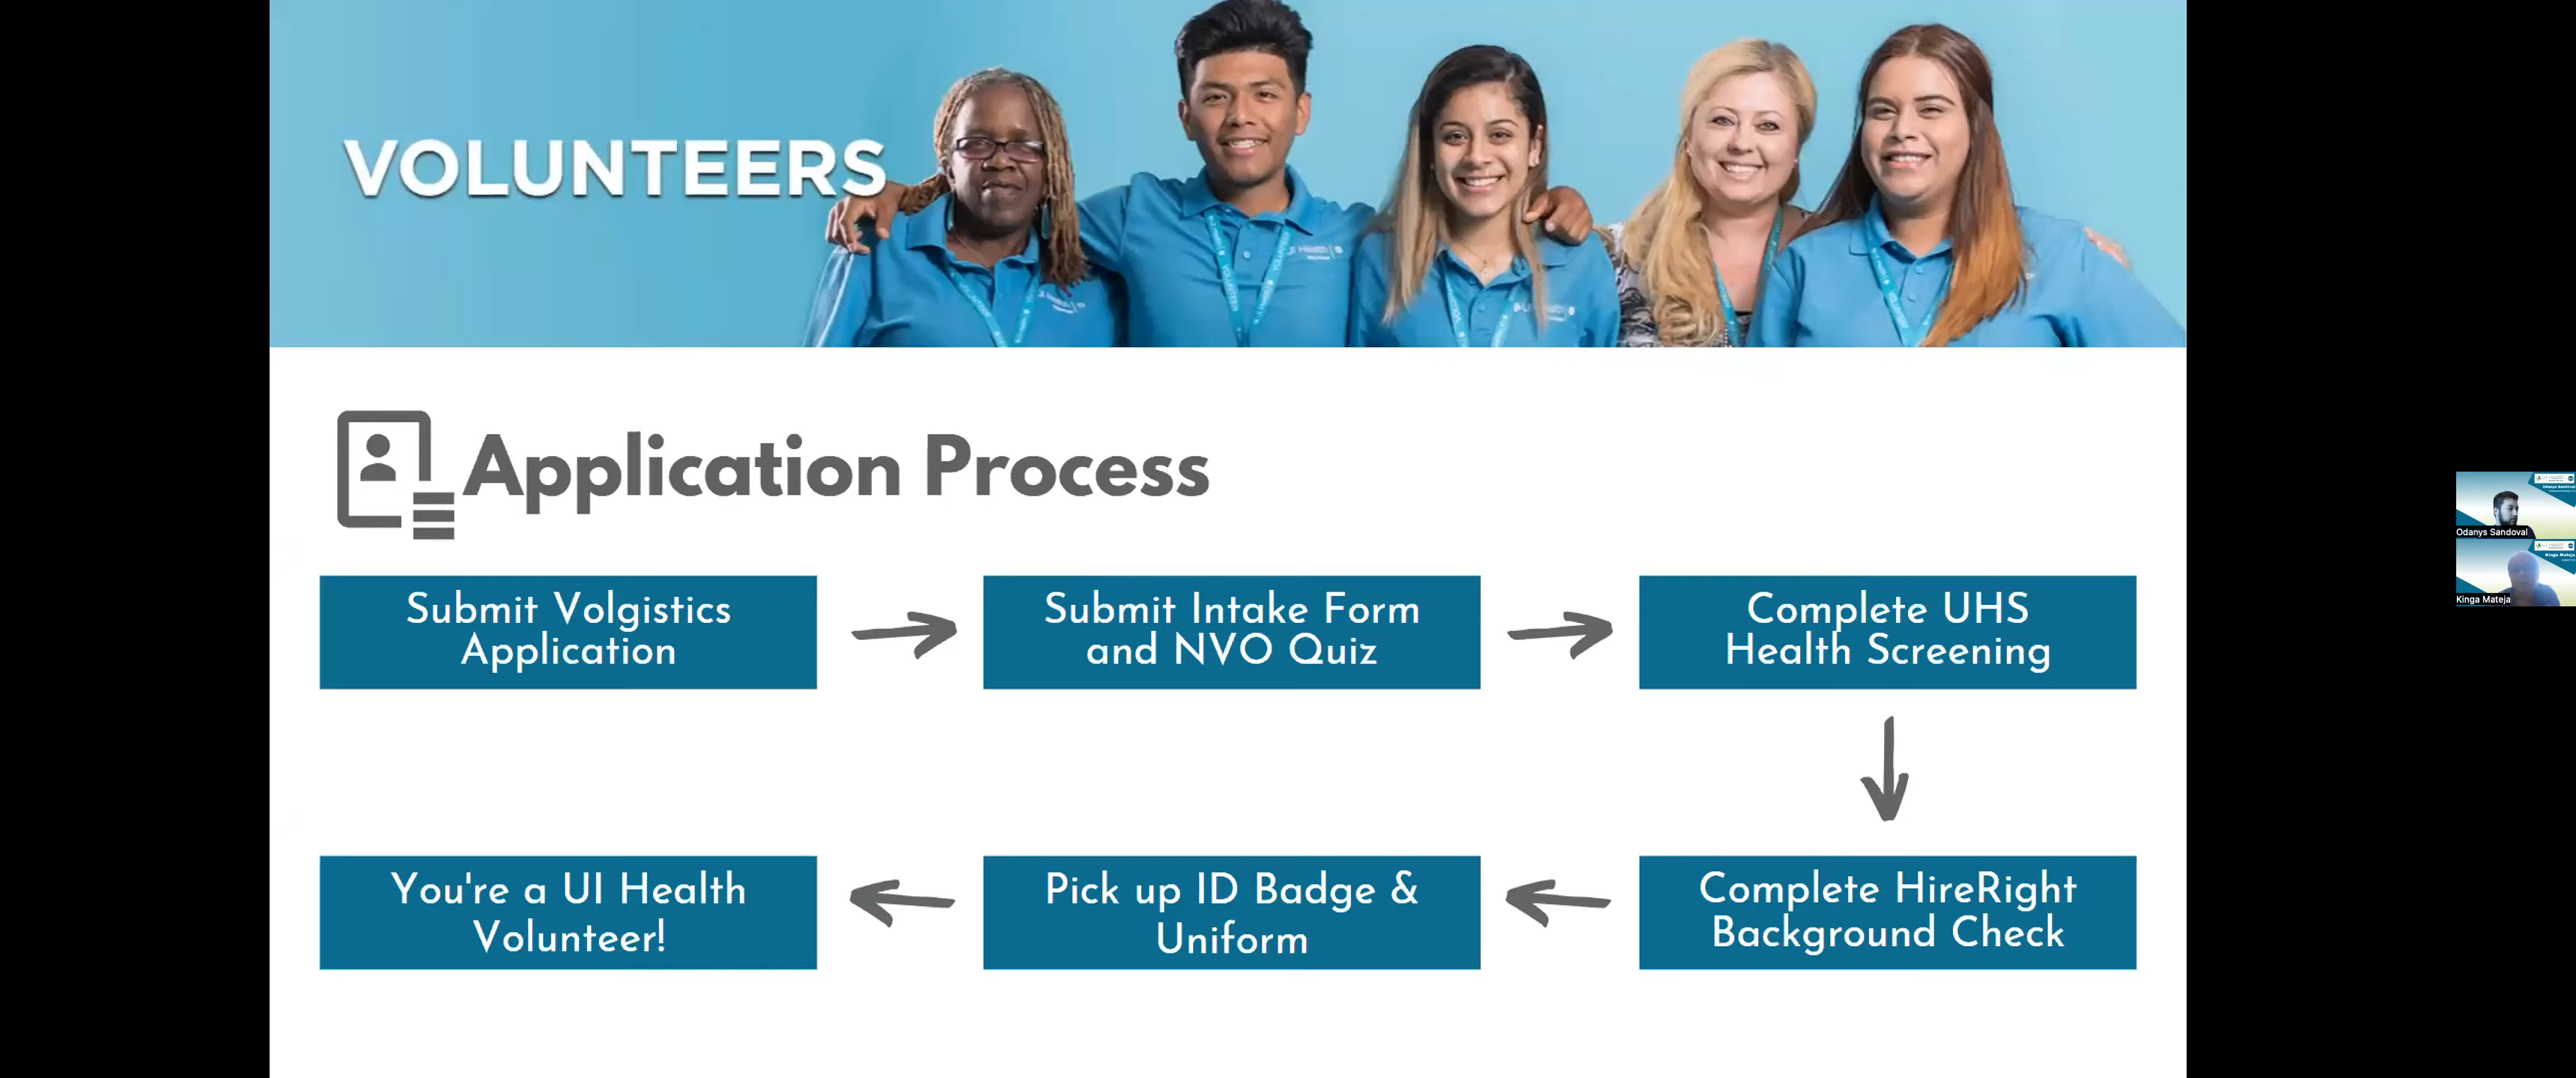 VOLUNTEERS
Application Process
Submit Volgistics
Application
Submit Intake Form
and NVO Quiz
Complete UHS
Health Screening
You're a UI Health
Volunteer!
Pick up ID Badge &
Uniform
Complete HireRight
Background Check
Odanys Sandoval
Kinga Mateja